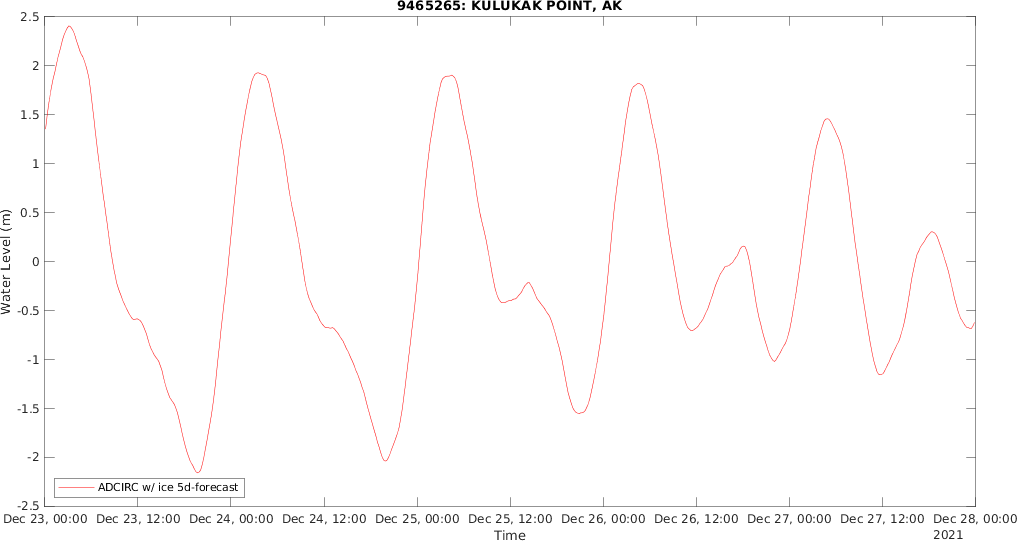 9465265: KULUKAK POINT, AK
2.5
2
1.5
1
0.5
0
-0.5
-1
-1.5
-2
-2.5
Water Level (m)
ADCIRC w/ ice 5d-forecast
Dec 23, 00:00 Dec 23, 12:00 Dec 24, 00:00 Dec 24, 12:00 Dec 25, 00:00 Dec 25, 12:00 Dec 26, 00:00 Dec 26, 12:00 Dec 27, 00:00 Dec 27, 12:00 Dec 28, 00:00
Time
2021